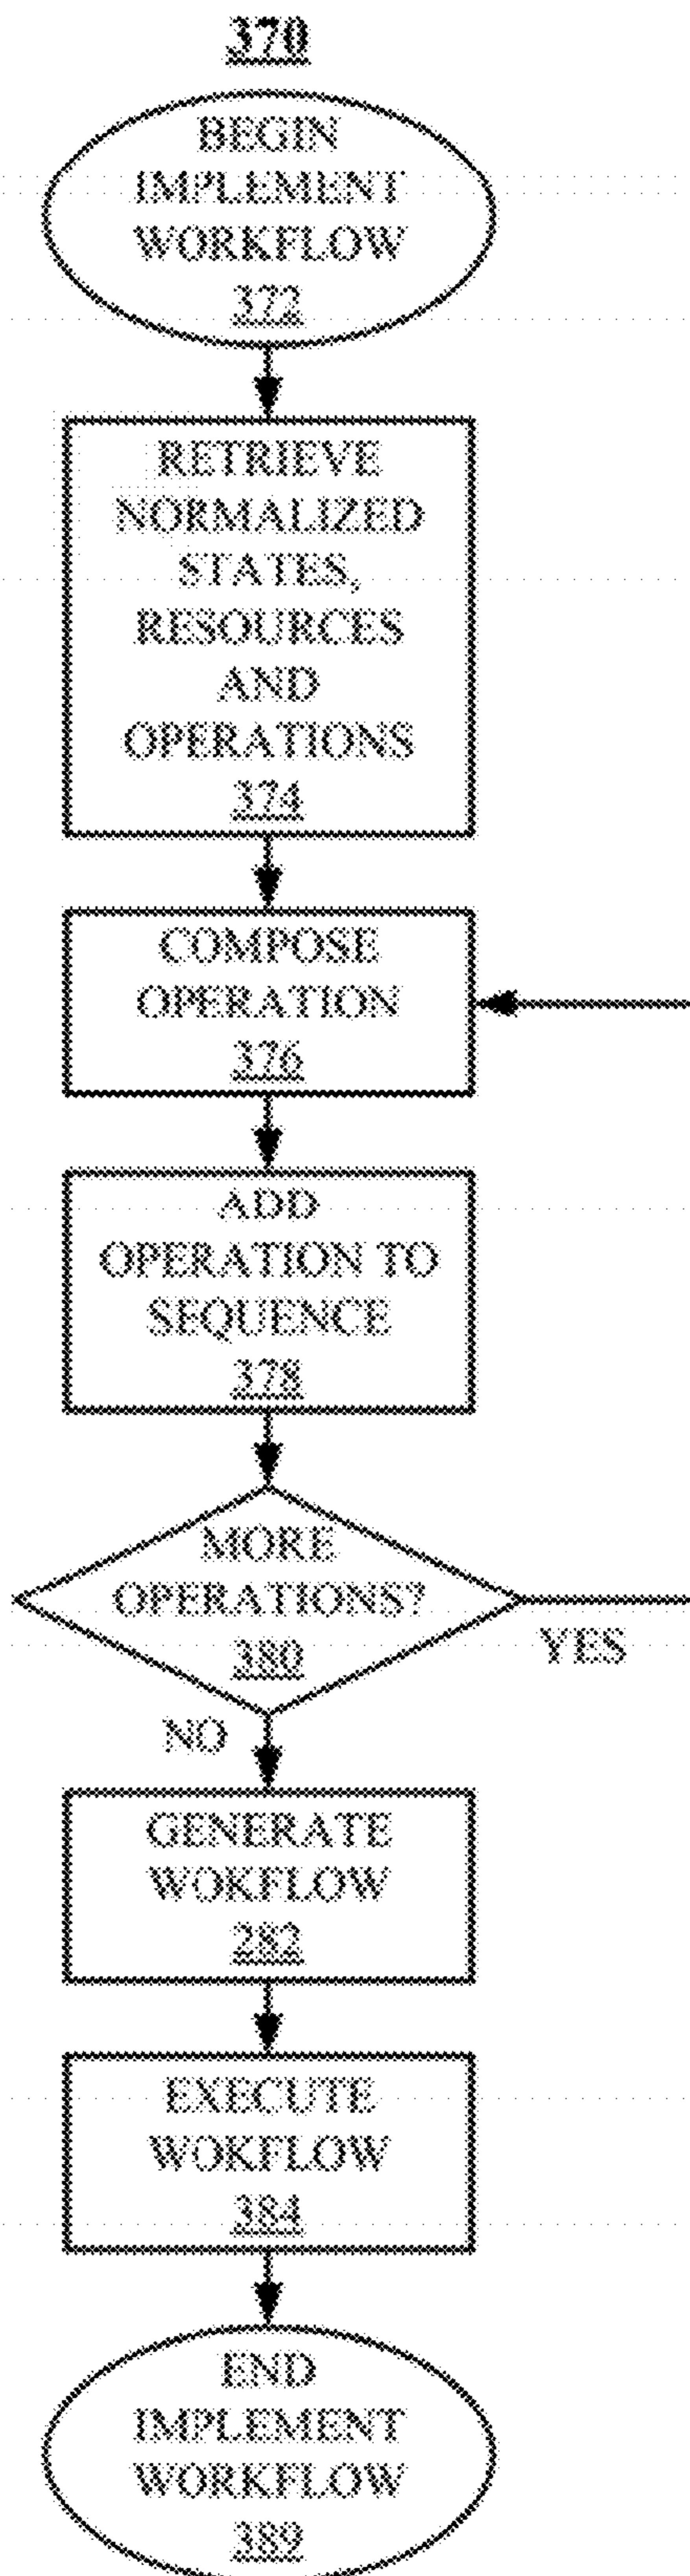 370
BEGIN
IMPLEMENT
WORKFLOW
372
RETRIEVE
NORMALIZED
STATES,
RESOURCES
AND
OPERATIONS
374
COMPOSE
OPERATION
376
ADD
OPERATION TO
SEQUENCE
378
MORE
OPERATIONS?
380
YES
NO
GENERATE
WOKFLOW
282
EXECUTE
WOKFLOW
384
END
IMPLEMENT
WORKFLOW
389